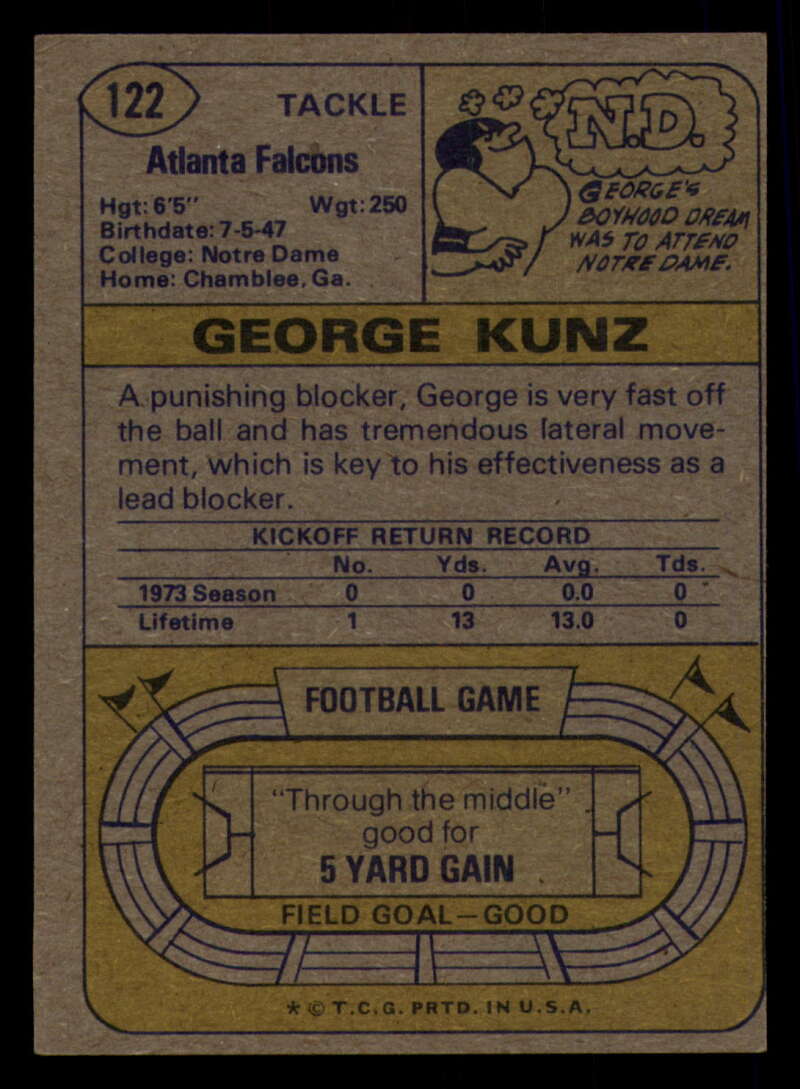 122
TACKLE
Atlanta Falcons
Hgt: 6'5" Wgt: 250
Birthdate: 7-5-47
College: Notre Dame
Home: Chamblee, Ga.
N.D.
GEORGE'S
BOYHOOD DREAM
WAS TO ATTEND
NOTRE DAME.
GEORGE KUNZ
A punishing blocker, George is very fast off
the ball and has tremendous lateral move-
ment, which is key to his effectiveness as a
lead blocker.
KICKOFF RETURN RECORD
No. Yds. Avg. Tds.
1973 Season 0 0 0.0 0
Lifetime 1 13 13.0 0
FOOTBALL GAME
"Through the middle"
good for
5 YARD GAIN
FIELD GOAL—GOOD
* © T.C.G. PRTD. IN U.S.A.